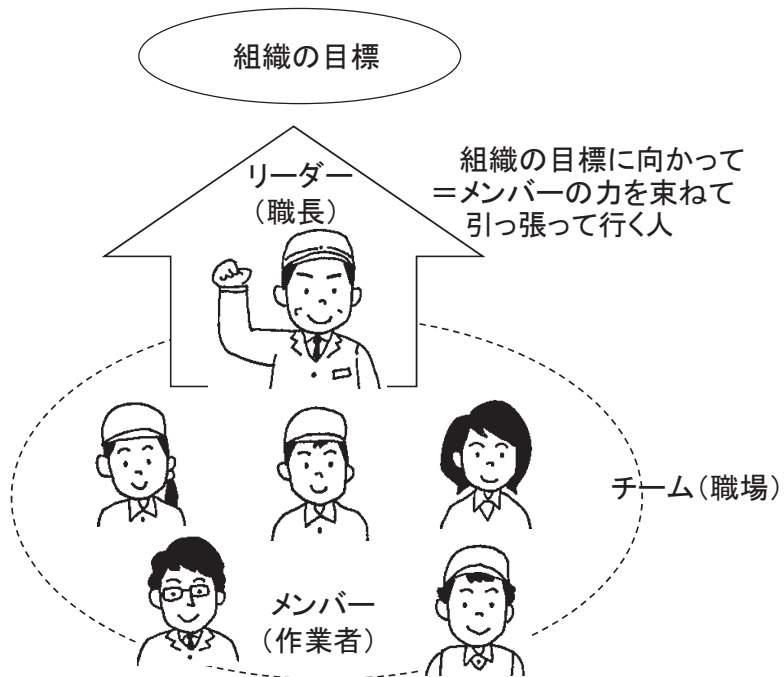 組織の目標
リーダー
（職長）
組織の目標に向かって
＝メンバーの力を束ねて
引っ張って行く人
チーム（職場）
メンバー
（作業者）